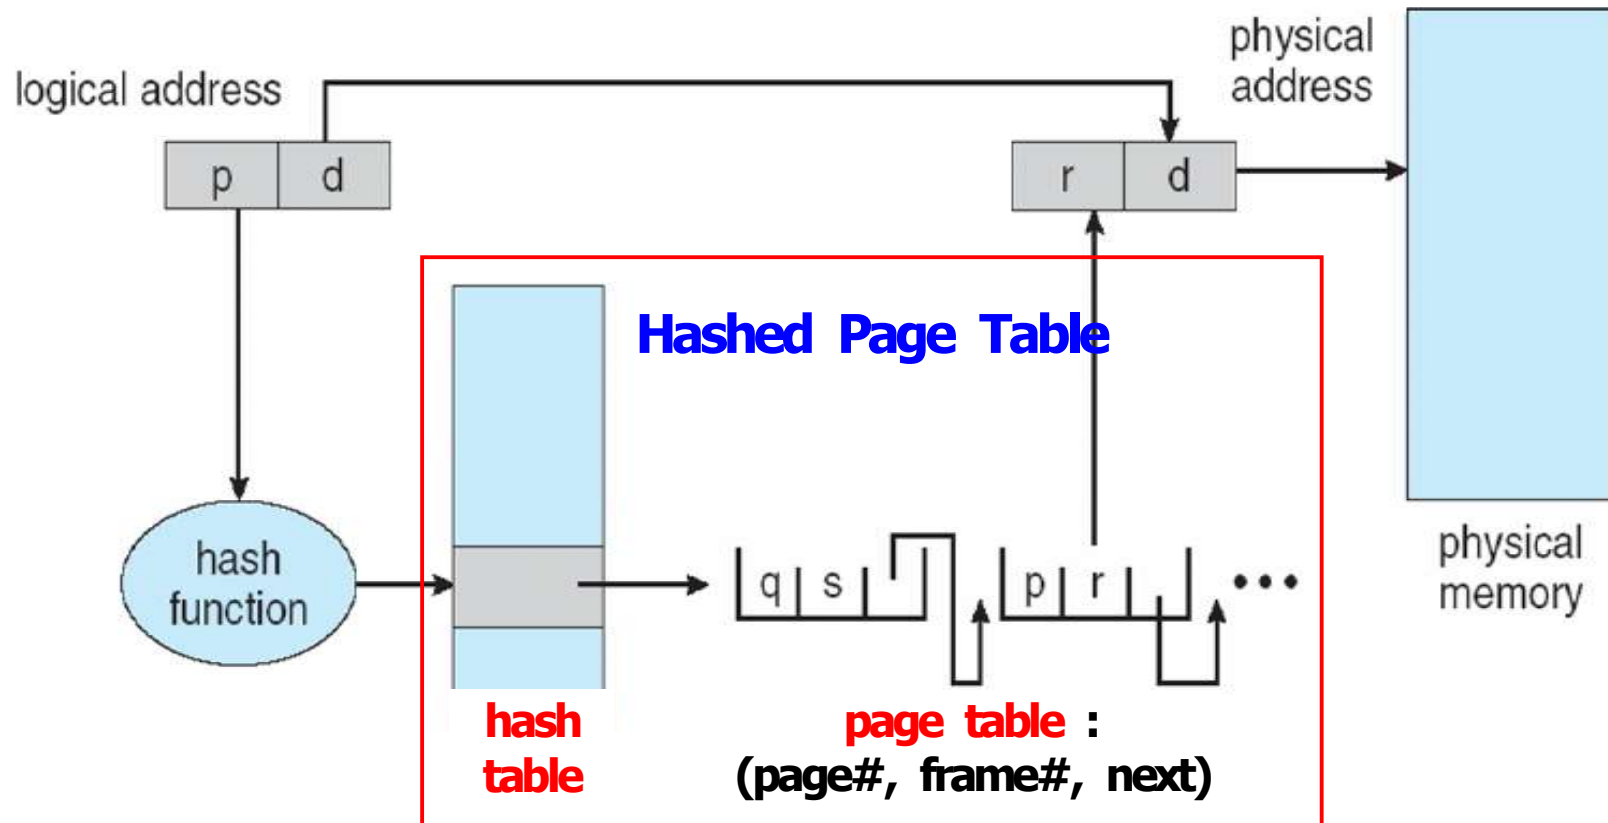 logical address
physical
address
p d
r d
Hashed Page Table
hash
function
q s
p r
•••
physical
memory
hash
table
page table :
(page#, frame#, next)